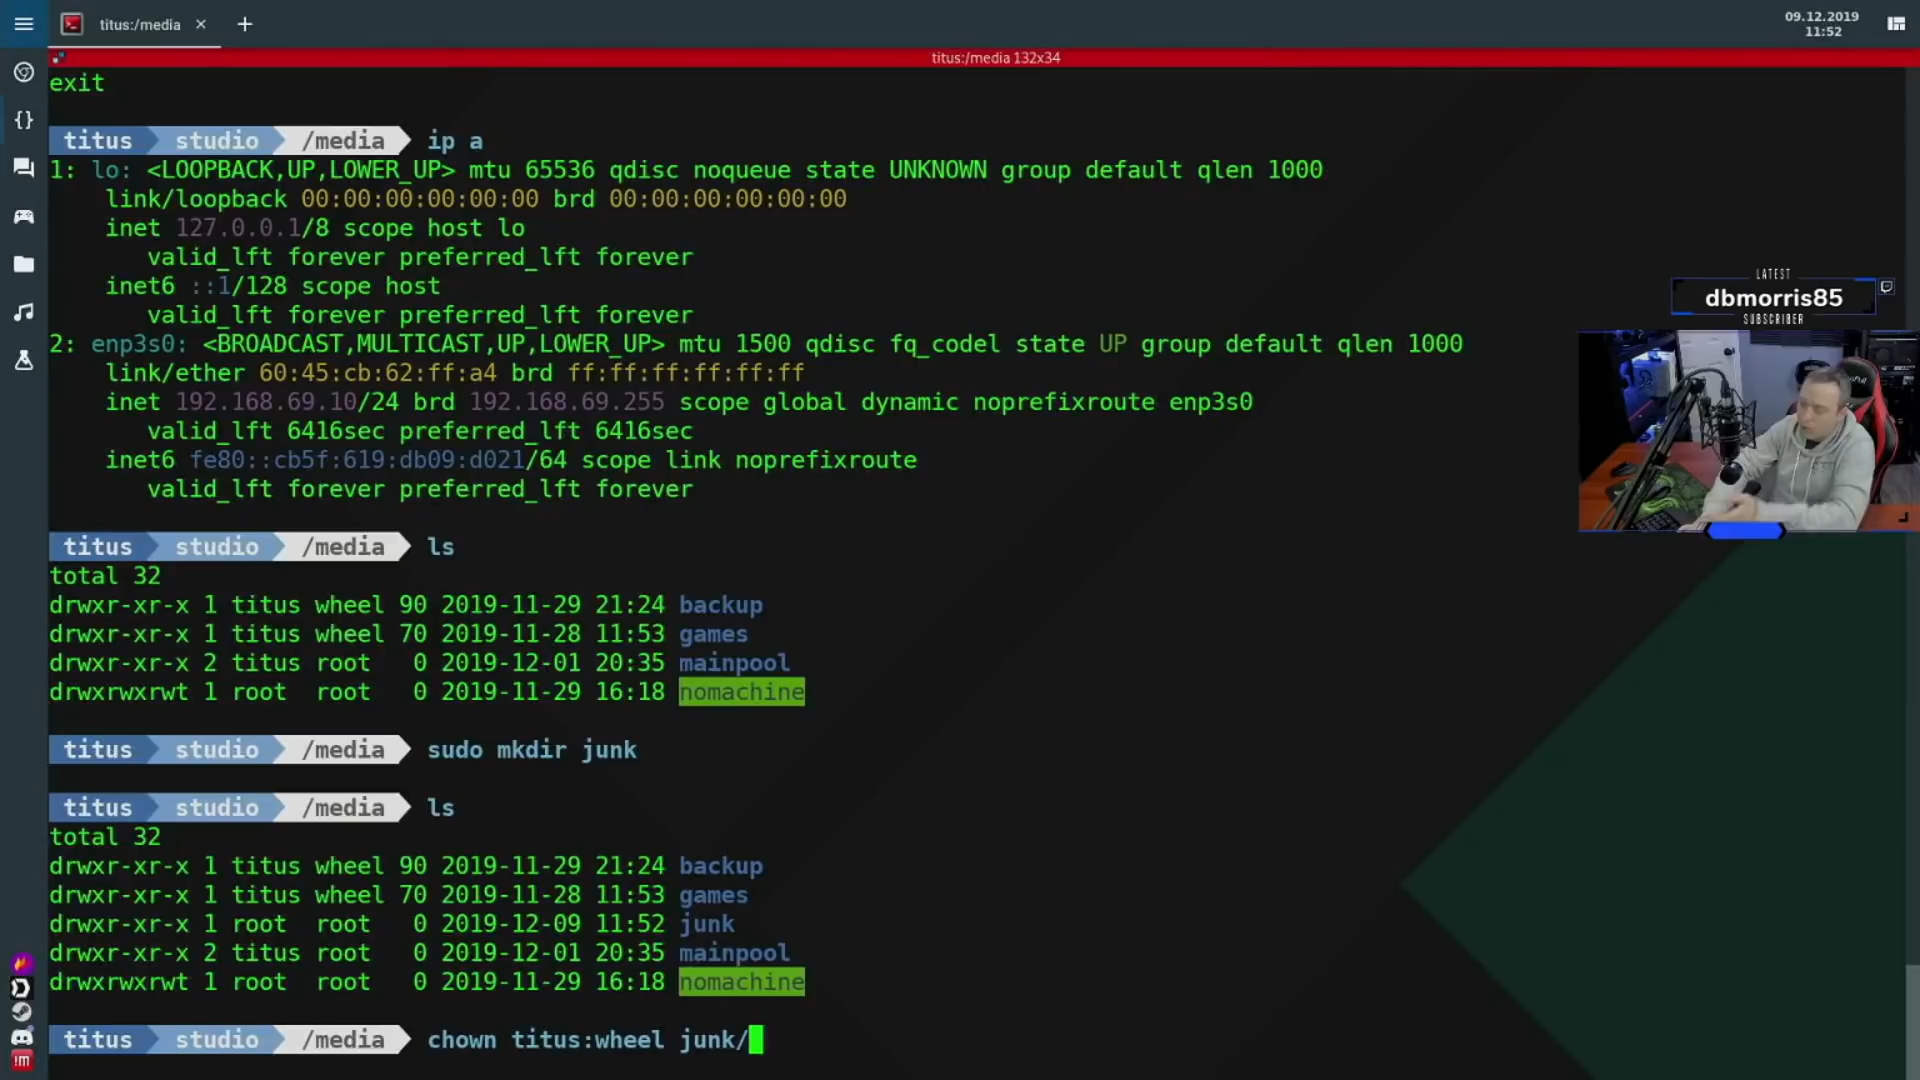 titus:/media
09.12.2019
11:52
titus:/media 132x34
exit
titus studio /media ip a
1: lo: <LOOPBACK,UP,LOWER_UP> mtu 65536 qdisc noqueue state UNKNOWN group default qlen 1000
link/loopback 00:00:00:00:00:00 brd 00:00:00:00:00:00
inet 127.0.0.1/8 scope host lo
valid_lft forever preferred_lft forever
inet6 ::1/128 scope host
valid_lft forever preferred_lft forever
2: enp3s0: <BROADCAST,MULTICAST,UP,LOWER_UP> mtu 1500 qdisc fq_codel state UP group default qlen 1000
link/ether 60:45:cb:62:ff:a4 brd ff:ff:ff:ff:ff:ff
inet 192.168.69.10/24 brd 192.168.69.255 scope global dynamic noprefixroute enp3s0
valid_lft 6416sec preferred_lft 6416sec
inet6 fe80::cb5f:619:db09:d021/64 scope link noprefixroute
valid_lft forever preferred_lft forever
LATEST
dbmorris85
SUBSCRIBER
titus studio /media ls
total 32
drwxr-xr-x 1 titus wheel 90 2019-11-29 21:24 backup
drwxr-xr-x 1 titus wheel 70 2019-11-28 11:53 games
drwxr-xr-x 2 titus root 0 2019-12-01 20:35 mainpool
drwxrwxrwt 1 root root 0 2019-11-29 16:18 nomachine
titus studio /media sudo mkdir junk
titus studio /media ls
total 32
drwxr-xr-x 1 titus wheel 90 2019-11-29 21:24 backup
drwxr-xr-x 1 titus wheel 70 2019-11-28 11:53 games
drwxr-xr-x 1 root root 0 2019-12-09 11:52 junk
drwxr-xr-x 2 titus root 0 2019-12-01 20:35 mainpool
drwxrwxrwt 1 root root 0 2019-11-29 16:18 nomachine
titus studio /media chown titus:wheel junk/
!m